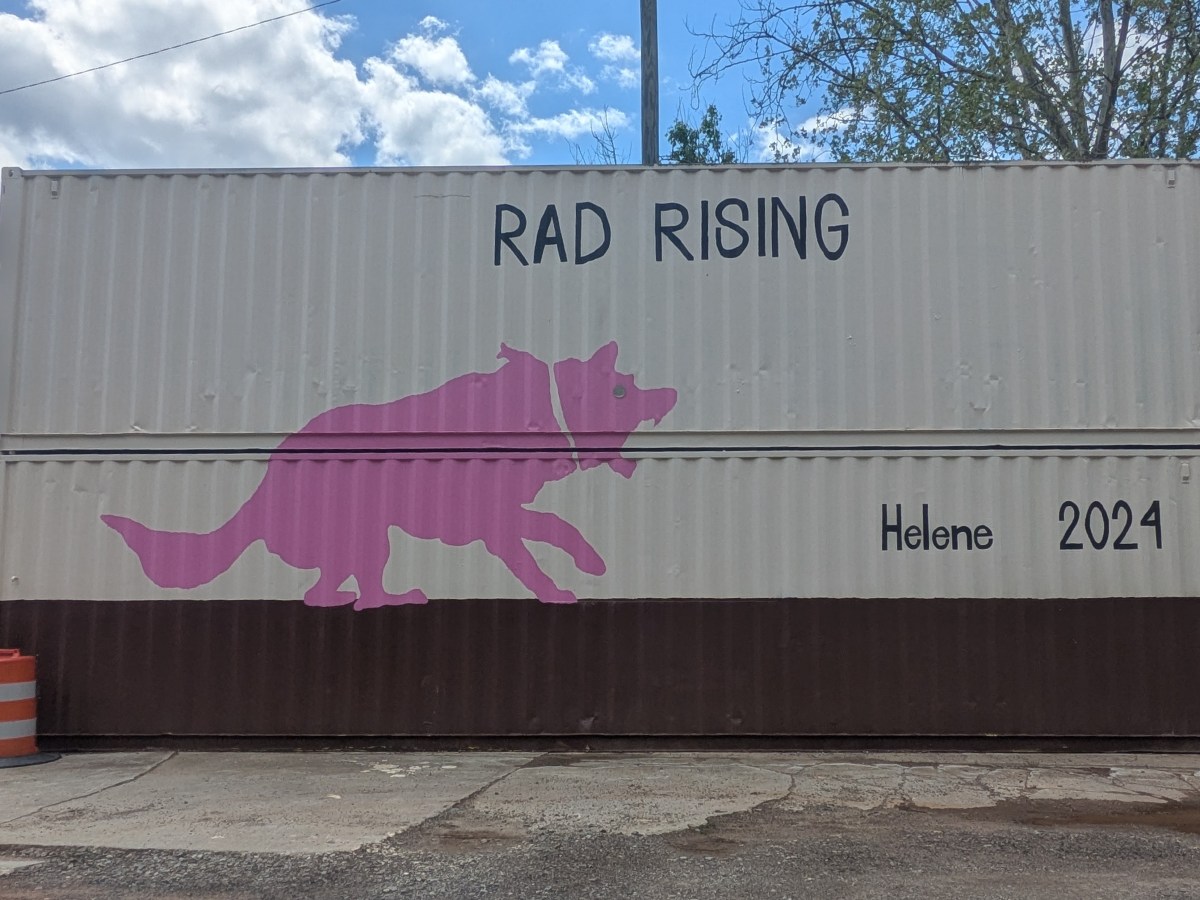 RAD RISING
Helene 2024